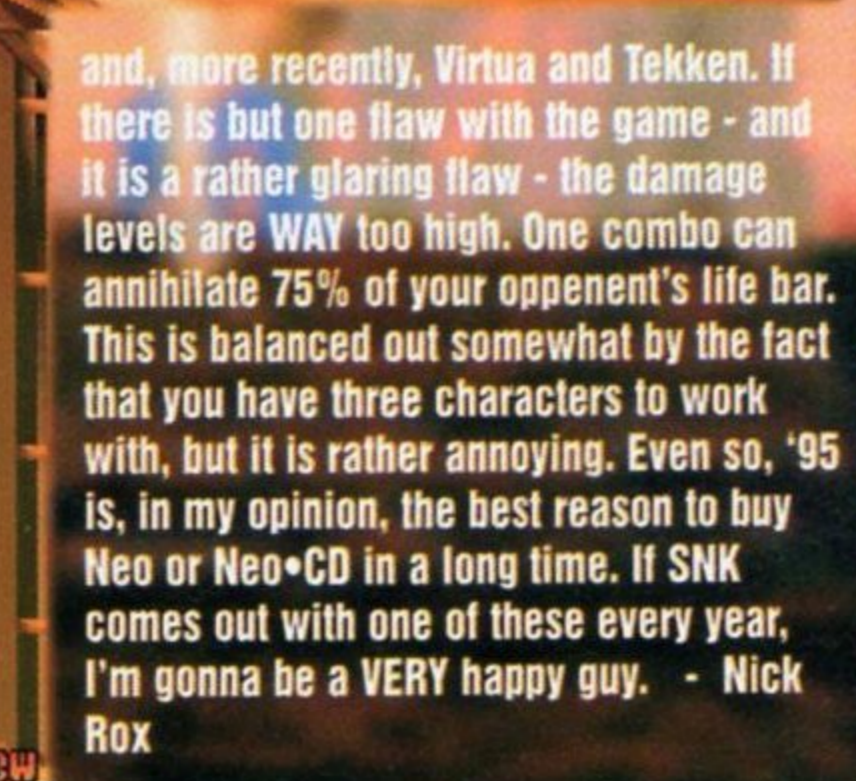 and, more recently, Virtua and Tekken. If
there is but one flaw with the game - and
it is a rather glaring flaw - the damage
levels are WAY too high. One combo can
annihilate 75% of your oppenent's life bar.
This is balanced out somewhat by the fact
that you have three characters to work
with, but it is rather annoying. Even so, '95
is, in my opinion, the best reason to buy
Neo or Neo•CD in a long time. If SNK
comes out with one of these every year,
I'm gonna be a VERY happy guy.  -  Nick
Rox